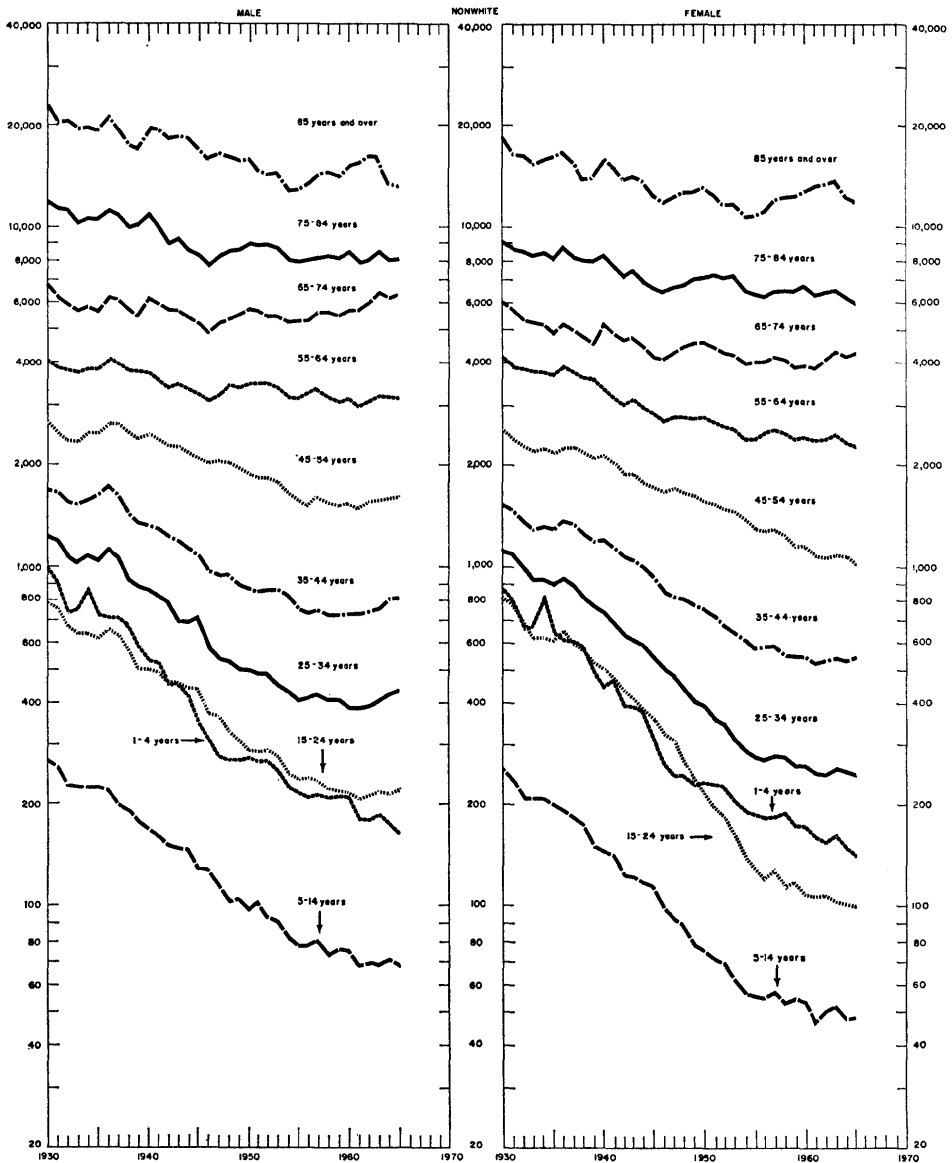 MALE NONWHITE FEMALE
40,000 40,000 40,000
20,000 20,000 20,000
10,000 10,000 10,000
8,000 8,000 8,000
6,000 6,000 6,000
4,000 4,000 4,000
2,000 2,000 2,000
1,000 1,000 1,000
800 800 800
600 600 600
400 400 400
200 200 200
100 100 100
80 80 80
60 60 60
40 40 40
20 20 20
1930 1940 1950 1960 1970 1930 1940 1950 1960 1970
85 years and over
75-84 years
65-74 years
55-64 years
45-54 years
35-44 years
25-34 years
1-4 years
15-24 years
5-14 years
85 years and over
75-84 years
65-74 years
55-64 years
45-54 years
35-44 years
25-34 years
1-4 years
15-24 years
5-14 years